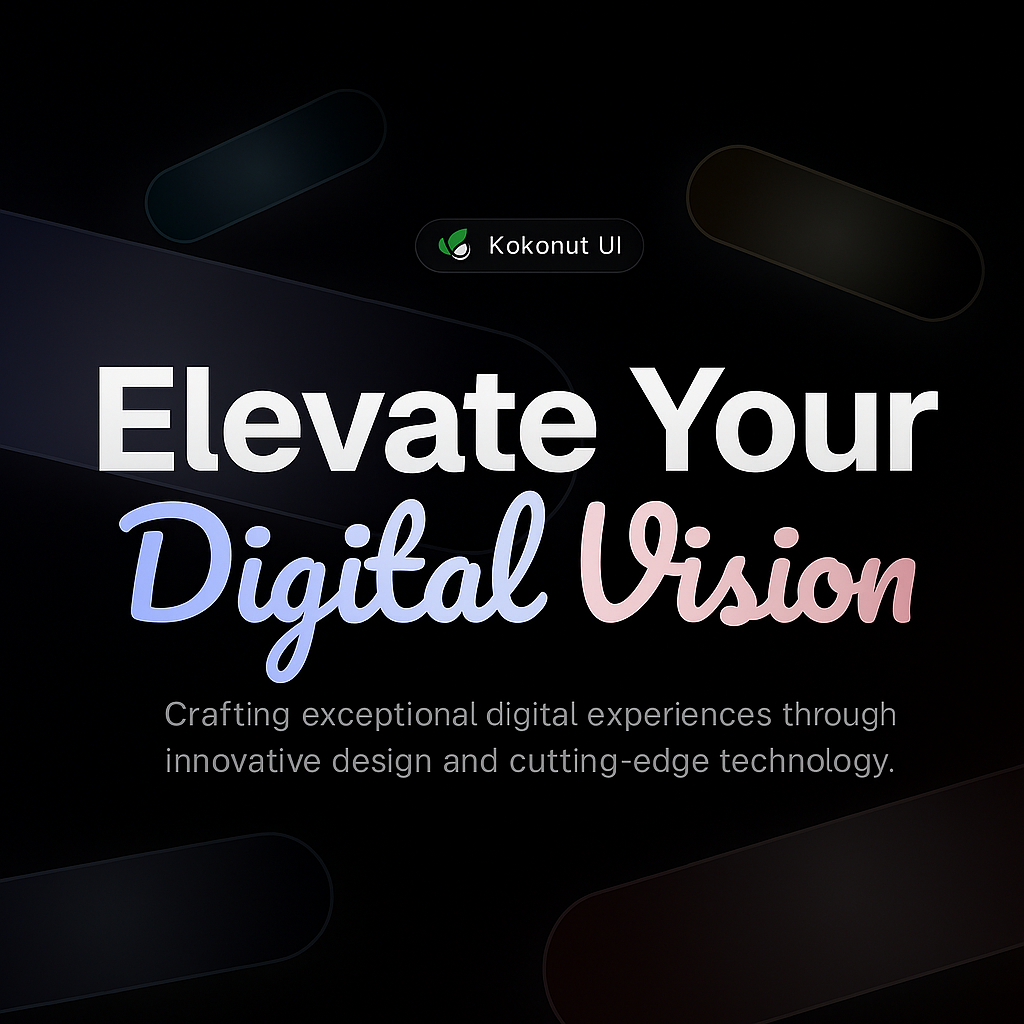 Kokonut UI
Elevate Your
Digital Vision
Crafting exceptional digital experiences through
innovative design and cutting-edge technology.